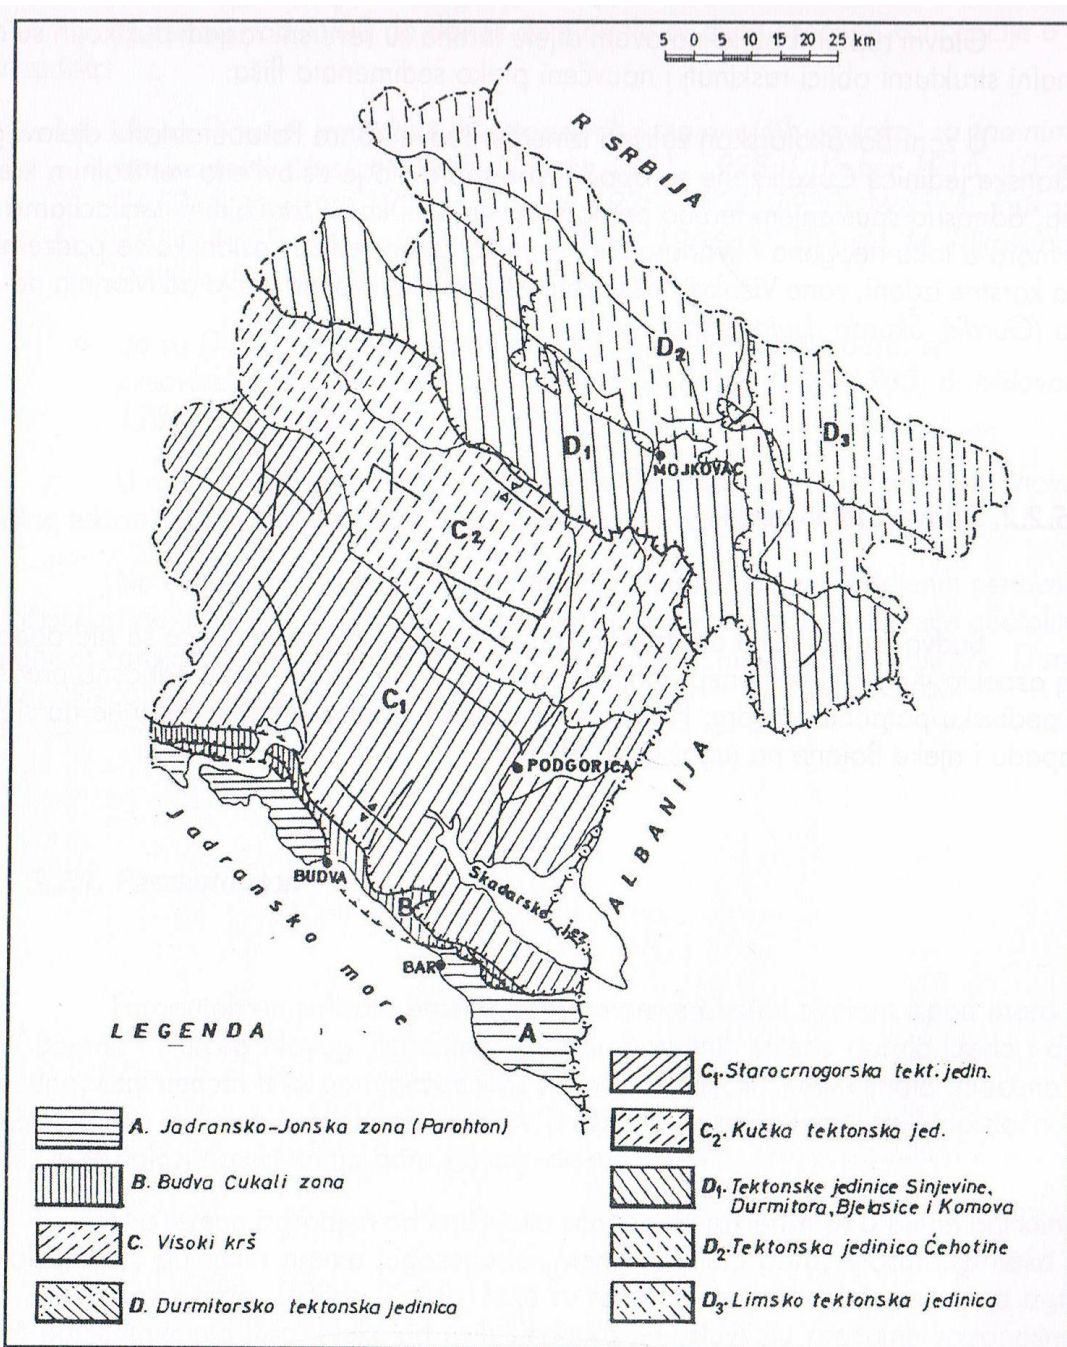 5 0 5 10 15 20 25 km
R SRBIJA
D2
D3
D1
MOJKOVAC
C2
C1
PODGORICA
ALBANIJA
Skadarsko jez.
BUDVA
B
BAR
Jadransko more
A
LEGENDA
A. Jadransko-Jonska zona (Parohton)
B. Budva Cukali zona
C. Visoki krš
D. Durmitorsko tektonska jedinica
C1. Starocrnogorska tekt. jedin.
C2. Kučka tektonska jed.
D1. Tektonske jedinice Sinjevine,
Durmitora, Bjelasice i Komova
D2. Tektonska jedinica Ćehotine
D3. Limsko tektonska jedinica